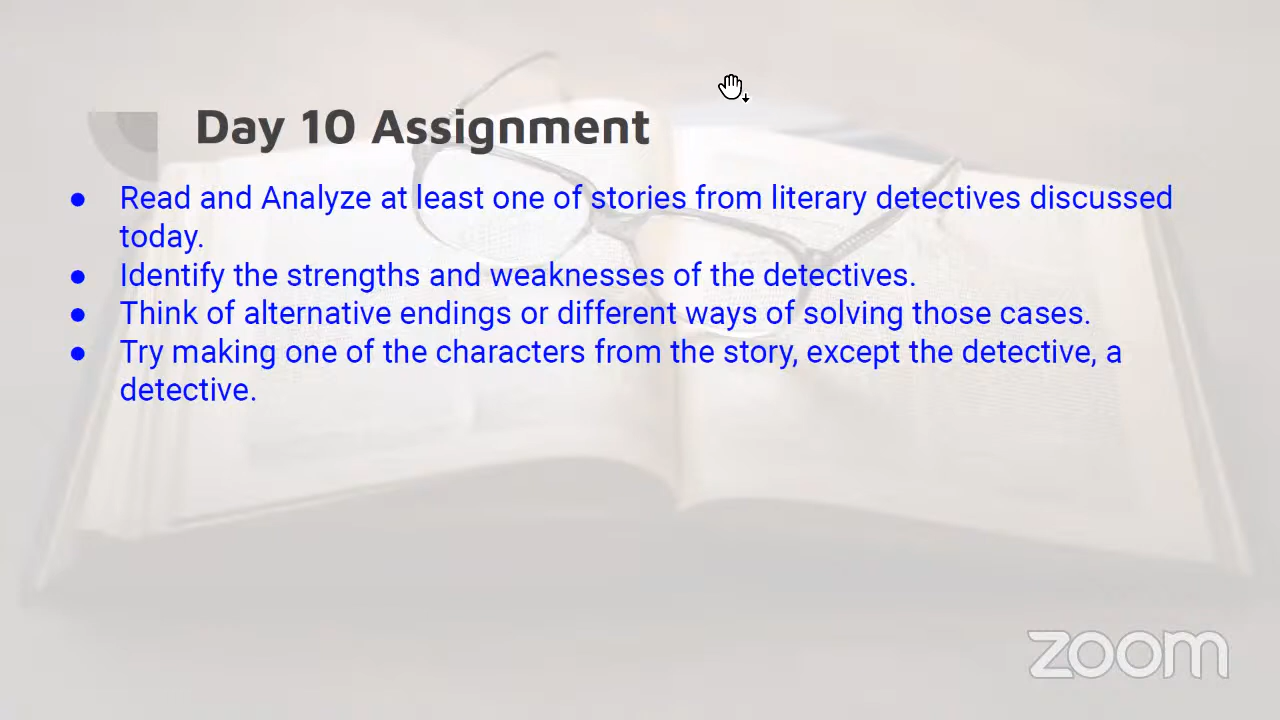 Day 10 Assignment
● Read and Analyze at least one of stories from literary detectives discussed
today.
● Identify the strengths and weaknesses of the detectives.
● Think of alternative endings or different ways of solving those cases.
● Try making one of the characters from the story, except the detective, a
detective.
zoom